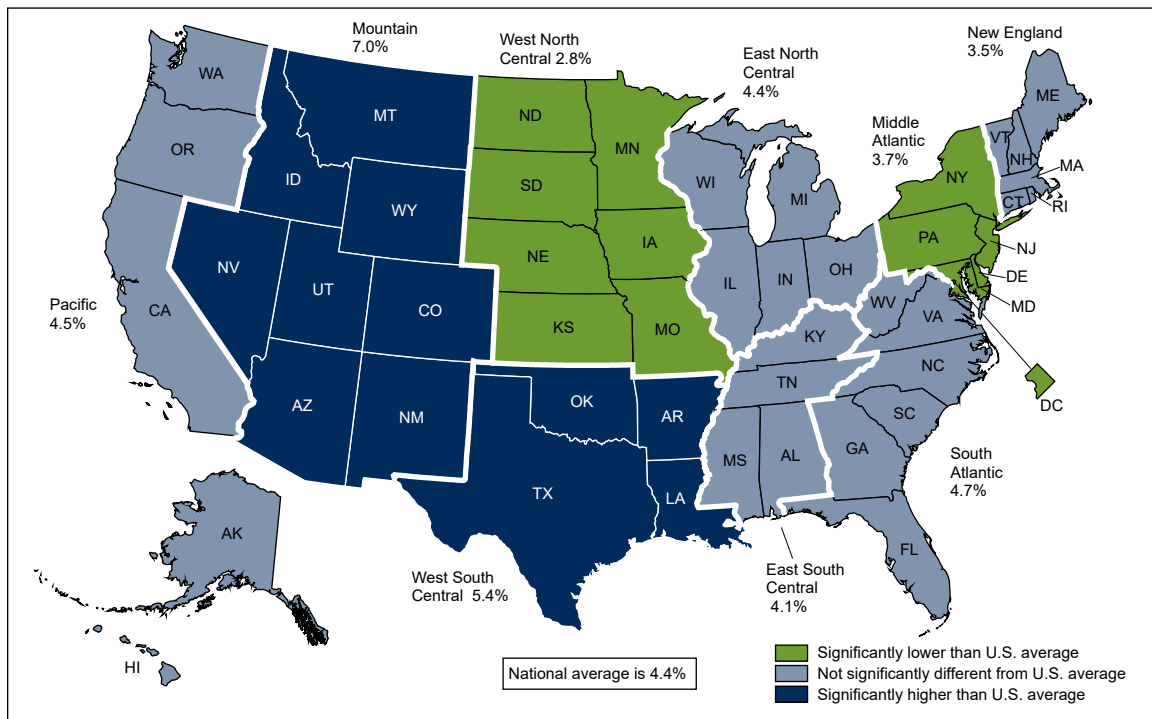 Mountain
7.0%
West North
Central 2.8%
East North
Central
4.4%
New England
3.5%
Middle
Atlantic
3.7%
Pacific
4.5%
West South
Central 5.4%
East South
Central
4.1%
South
Atlantic
4.7%
WA
OR
CA
NV
ID
MT
WY
UT
CO
AZ
NM
ND
SD
NE
KS
MN
IA
MO
OK
TX
AR
LA
WI
MI
IL
IN
OH
KY
TN
MS
AL
WV
VA
NC
SC
GA
FL
NY
PA
NJ
DE
MD
DC
ME
VT
NH
MA
CT
RI
AK
HI
National average is 4.4%
Significantly lower than U.S. average
Not significantly different from U.S. average
Significantly higher than U.S. average